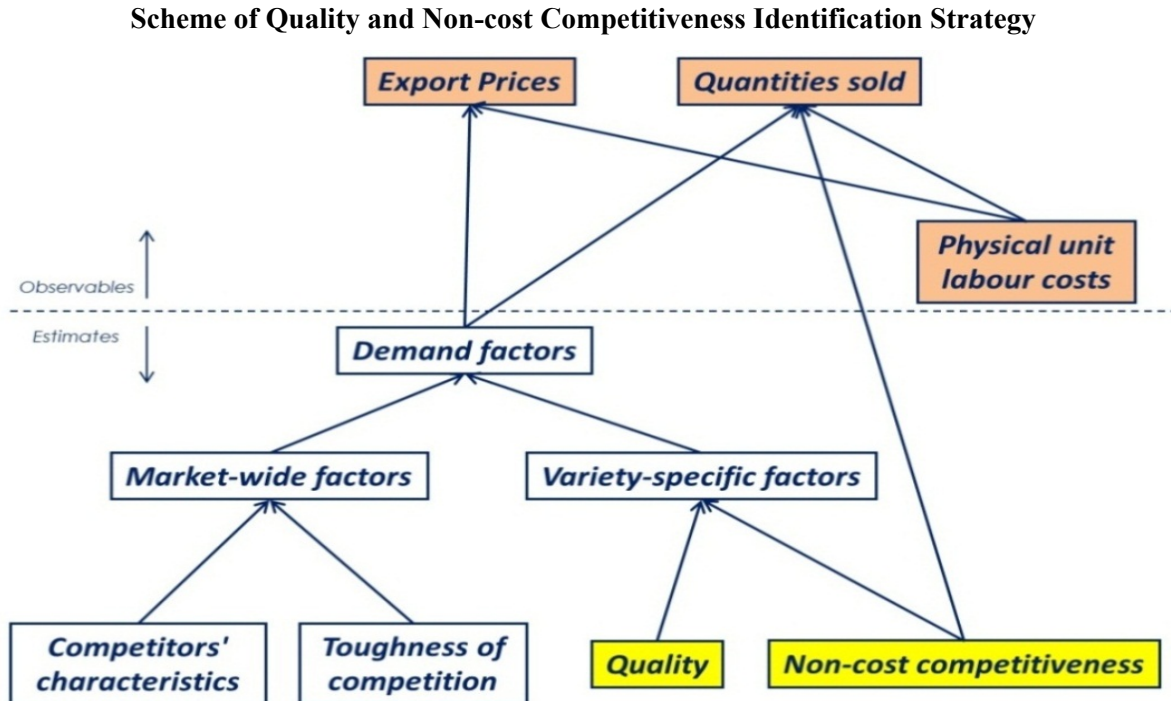 Scheme of Quality and Non-cost Competitiveness Identification Strategy
Export Prices
Quantities sold
Physical unit
labour costs
Observables
Estimates
Demand factors
Market-wide factors
Variety-specific factors
Competitors'
characteristics
Toughness of
competition
Quality
Non-cost competitiveness